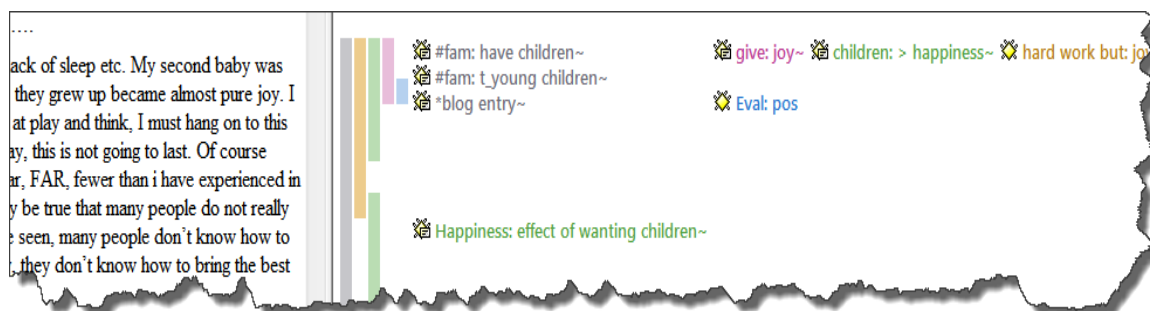 ....
ack of sleep etc. My second baby was
they grew up became almost pure joy. I
at play and think, I must hang on to this
ay, this is not going to last. Of course
ar, FAR, fewer than i have experienced in
y be true that many people do not really
e seen, many people don't know how to
, they don't know how to bring the best
#fam: have children~ give: joy~ children: > happiness~ hard work but: jo
#fam: t_young children~
*blog entry~ Eval: pos
Happiness: effect of wanting children~